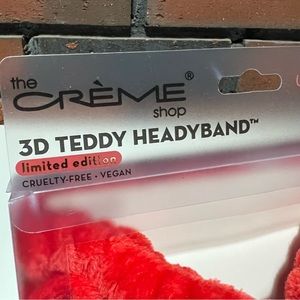 the
CRÈME®
shop
3D TEDDY HEADYBAND™
limited edition
CRUELTY-FREE • VEGAN